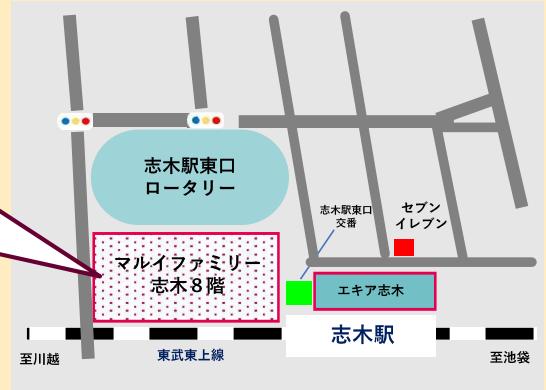 志木駅東口
ロータリー
志木駅東口
交番
セブン
イレブン
マルイファミリー
志木８階
エキア志木
志木駅
至川越
東武東上線
至池袋